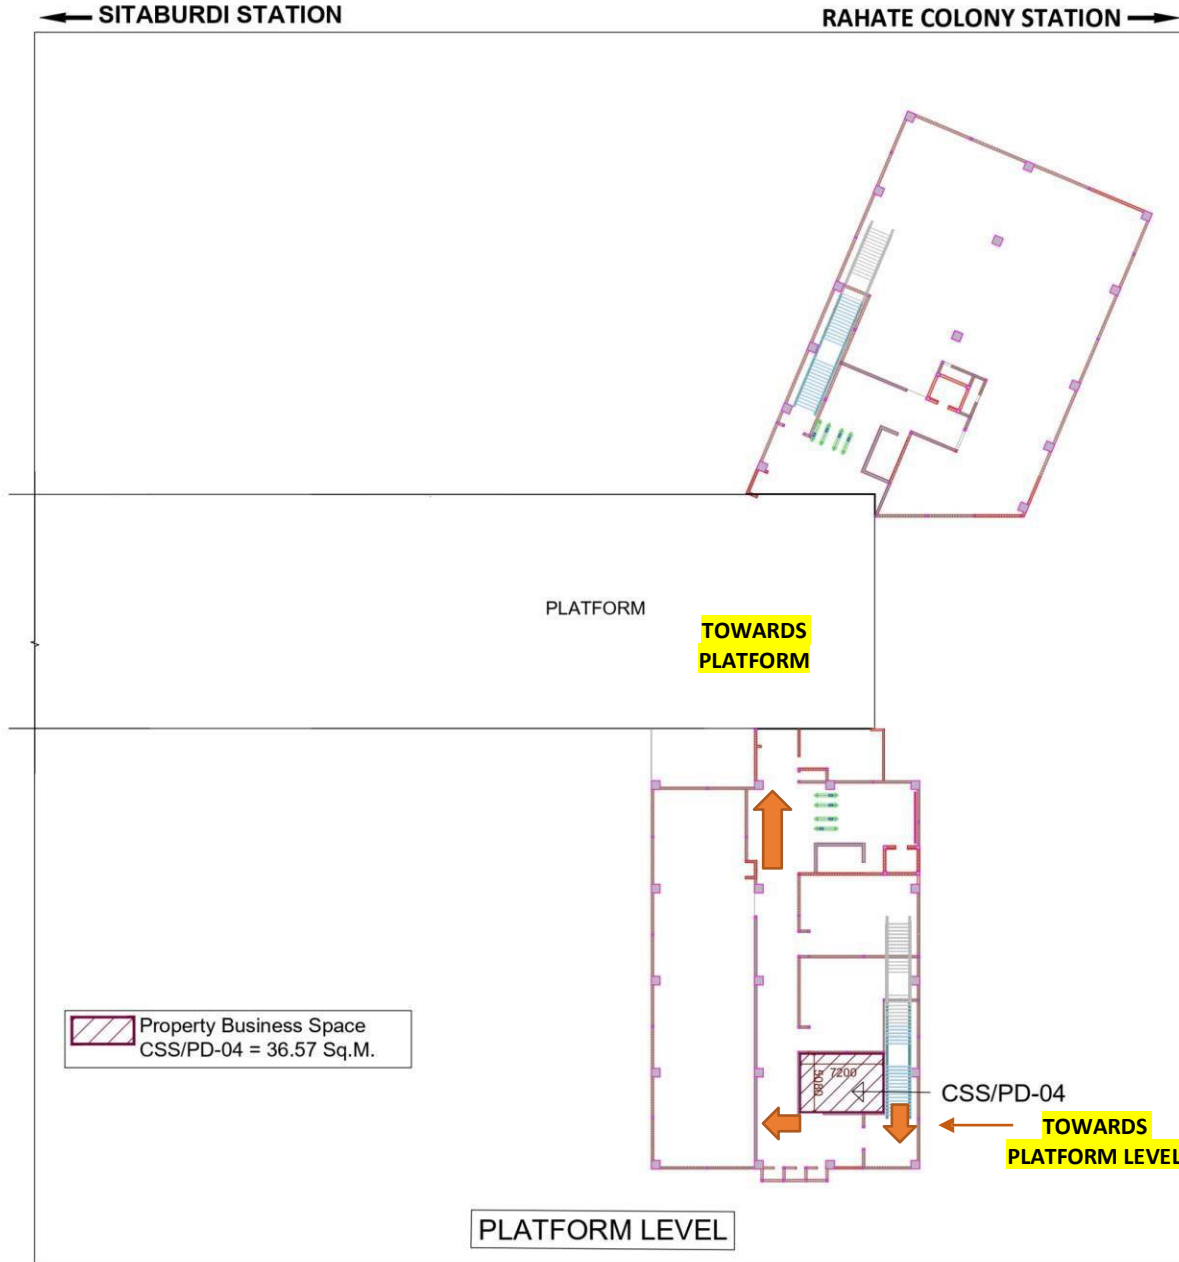 SITABURDI STATION
RAHATE COLONY STATION
PLATFORM
TOWARDS
PLATFORM
Property Business Space
CSS/PD-04 = 36.57 Sq.M.
7200
5080
CSS/PD-04
TOWARDS
PLATFORM LEVEL
PLATFORM LEVEL